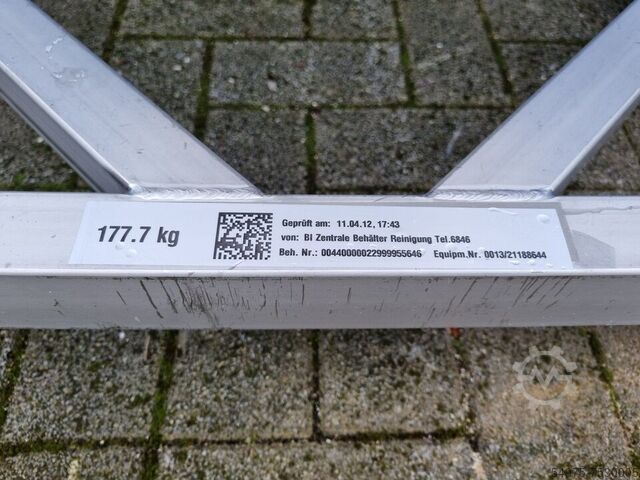 177.7 kg
Geprüft am: 11.04.12, 17:43
von: BI Zentrale Behälter Reinigung Tel.6846
Beh. Nr.: 00440000022999955646 Equipm.Nr. 0013/21188644